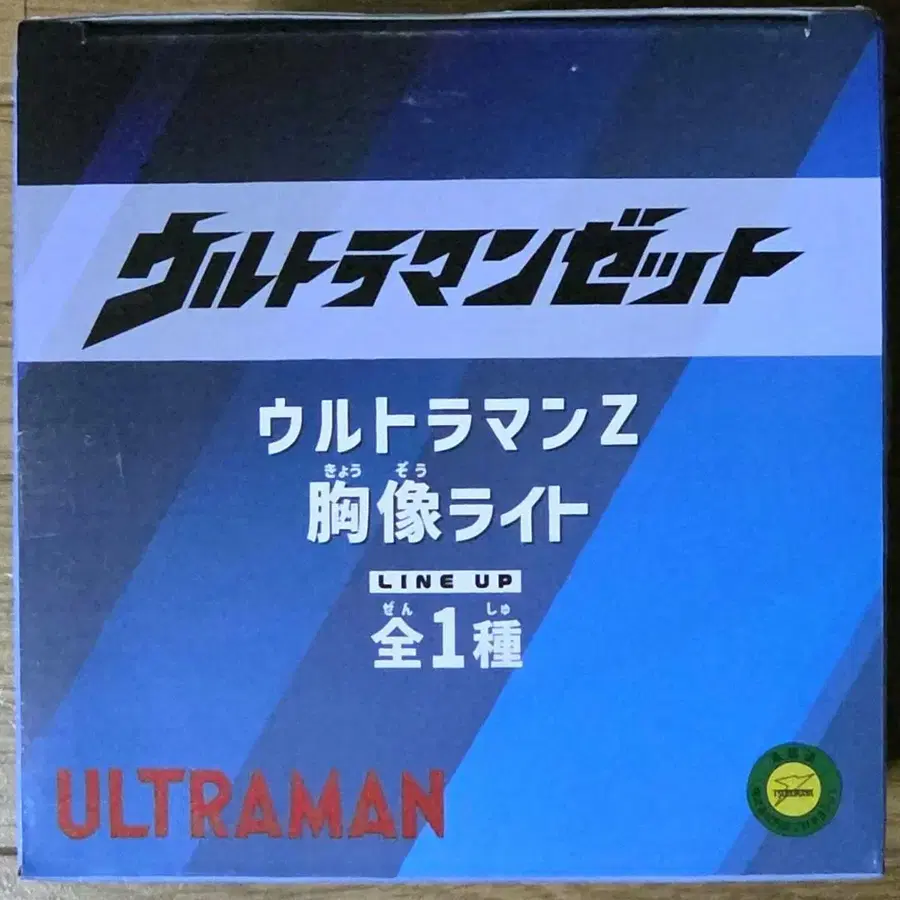 ウルトラマンゼット
ウルトラマンZ
きょう ぞう
胸像ライト
LINE UP
ぜん しゅ
全1種
ULTRAMAN